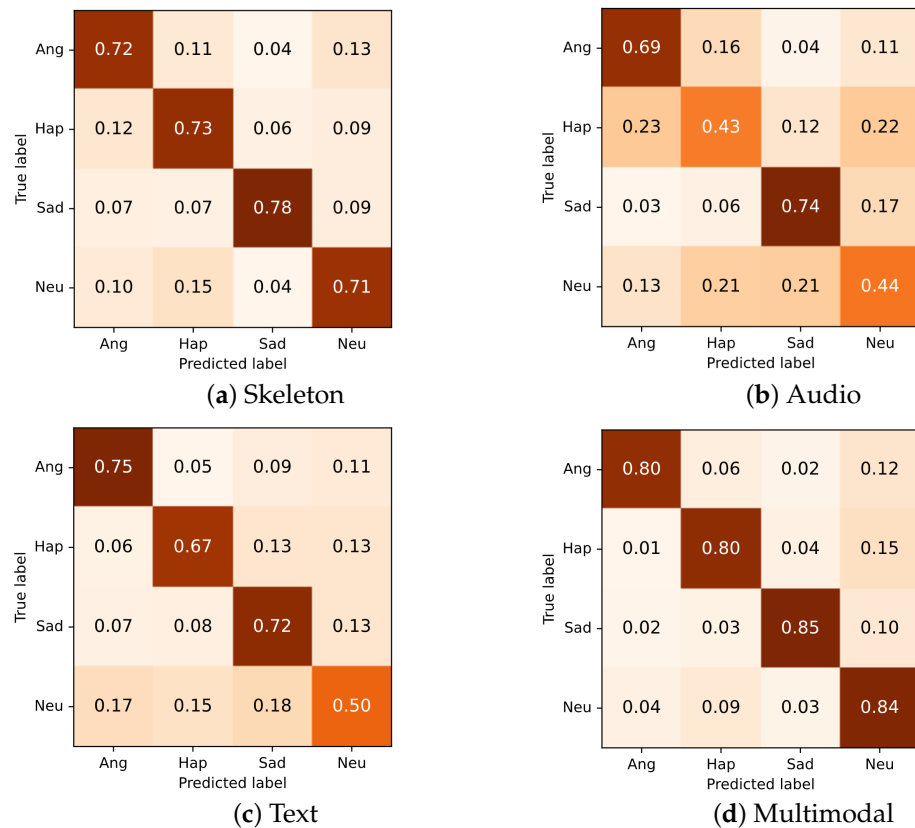 Ang 0.72 0.11 0.04 0.13
Hap 0.12 0.73 0.06 0.09
Sad 0.07 0.07 0.78 0.09
Neu 0.10 0.15 0.04 0.71
True label
Ang Hap Sad Neu
Predicted label
(a) Skeleton
Ang 0.69 0.16 0.04 0.11
Hap 0.23 0.43 0.12 0.22
Sad 0.03 0.06 0.74 0.17
Neu 0.13 0.21 0.21 0.44
True label
Ang Hap Sad Neu
Predicted label
(b) Audio
Ang 0.75 0.05 0.09 0.11
Hap 0.06 0.67 0.13 0.13
Sad 0.07 0.08 0.72 0.13
Neu 0.17 0.15 0.18 0.50
True label
Ang Hap Sad Neu
Predicted label
(c) Text
Ang 0.80 0.06 0.02 0.12
Hap 0.01 0.80 0.04 0.15
Sad 0.02 0.03 0.85 0.10
Neu 0.04 0.09 0.03 0.84
True label
Ang Hap Sad Neu
Predicted label
(d) Multimodal